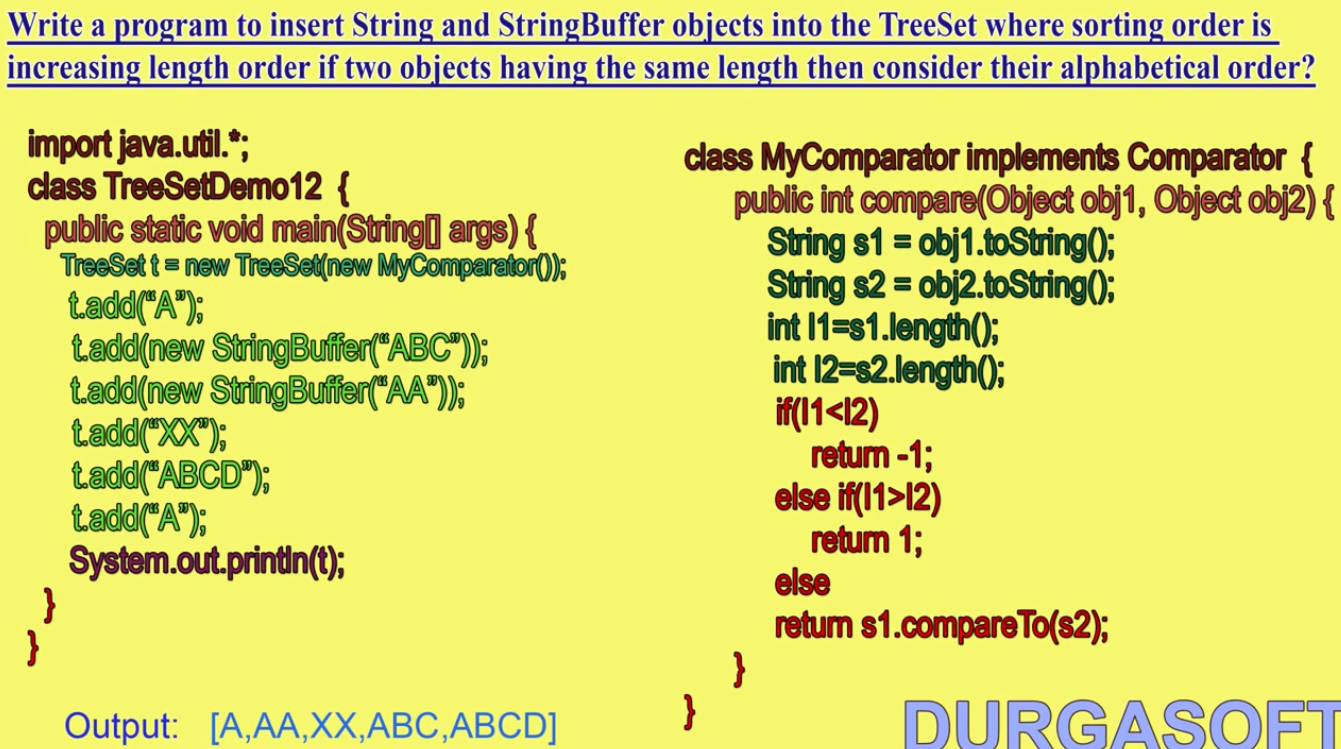 Write a program to insert String and StringBuffer objects into the TreeSet where sorting order is
increasing length order if two objects having the same length then consider their alphabetical order?
import java.util.*;
class TreeSetDemo12 {
public static void main(String[] args) {
TreeSet t = new TreeSet(new MyComparator());
t.add(“A”);
t.add(new StringBuffer(“ABC”));
t.add(new StringBuffer(“AA”));
t.add(“XX”);
t.add(“ABCD”);
t.add(“A”);
System.out.println(t);
}
}
Output: [A,AA,XX,ABC,ABCD]
class MyComparator implements Comparator {
public int compare(Object obj1, Object obj2) {
String s1 = obj1.toString();
String s2 = obj2.toString();
int l1=s1.length();
int l2=s2.length();
if(l1<l2)
return -1;
else if(l1>l2)
return 1;
else
return s1.compareTo(s2);
}
}
DURGASOFT